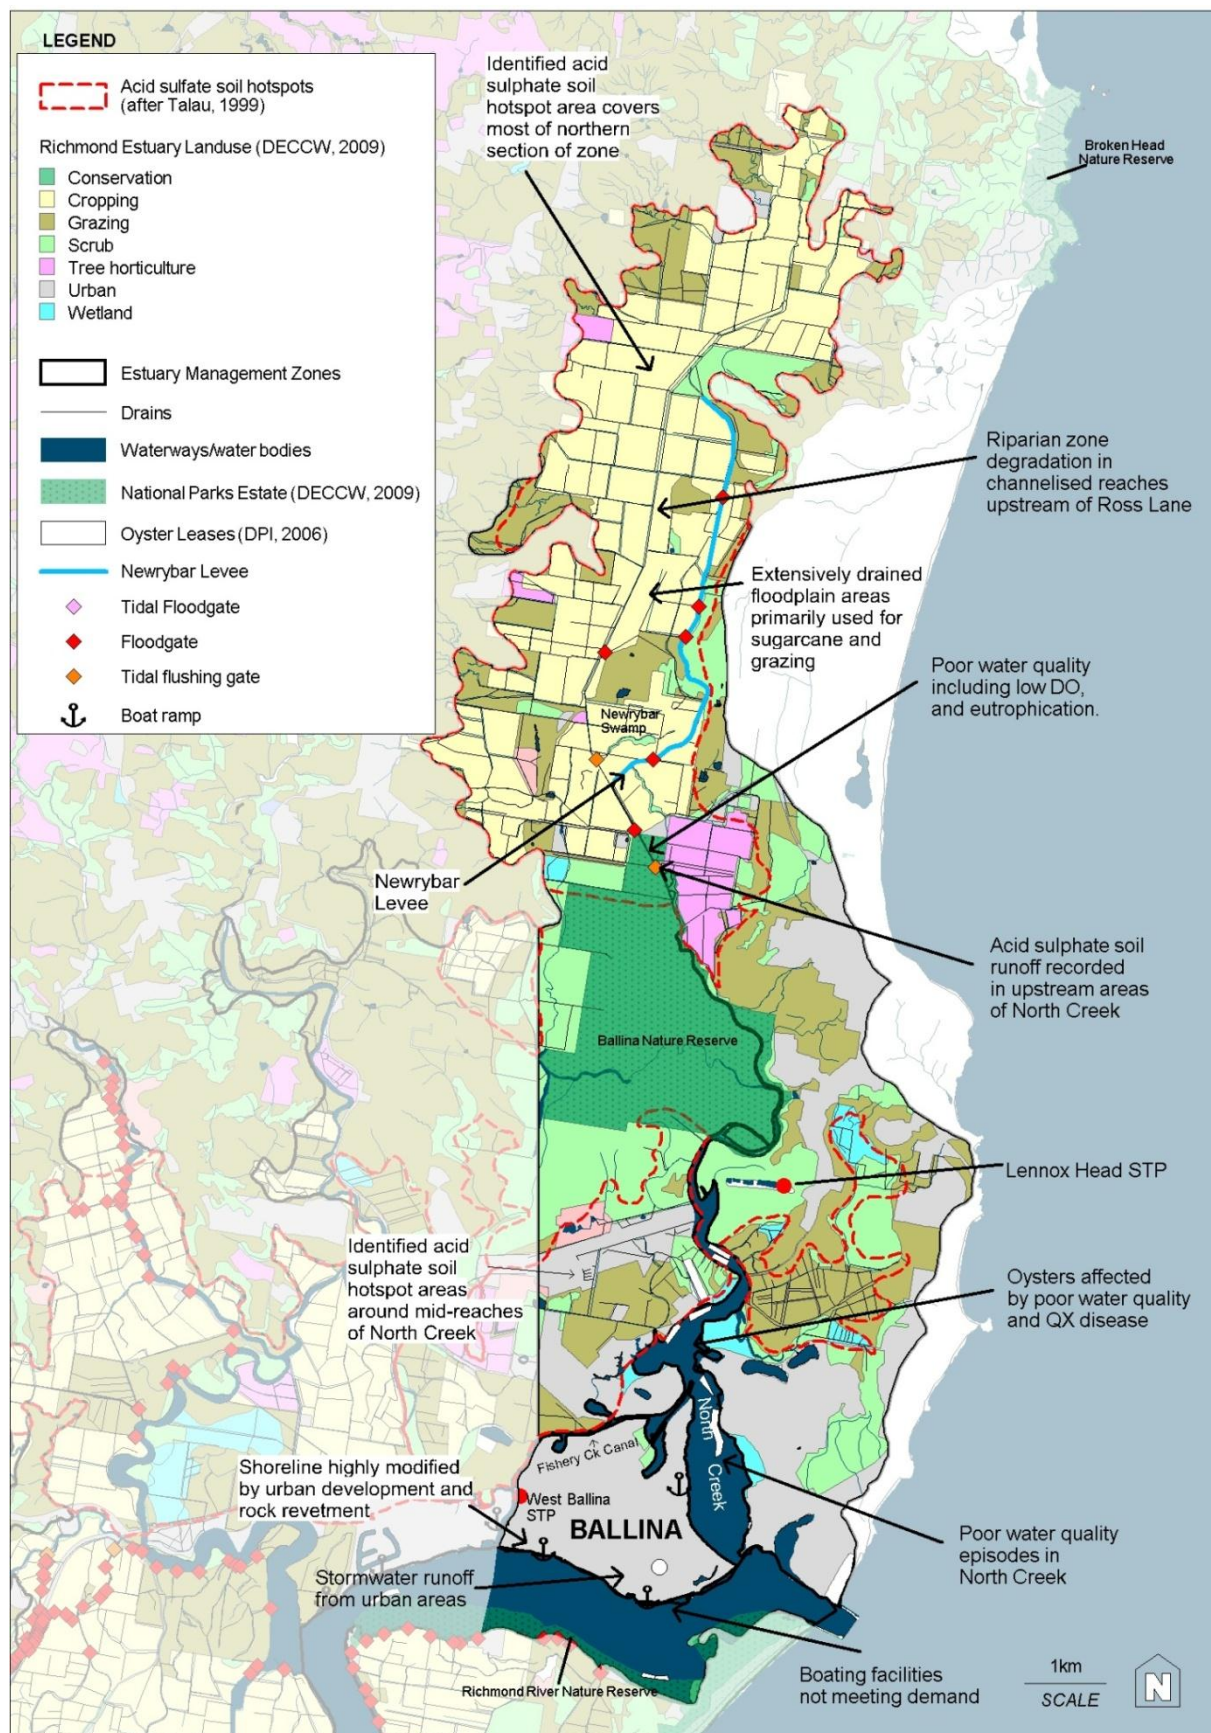 LEGEND
Acid sulfate soil hotspots
(after Talau, 1999)
Richmond Estuary Landuse (DECCW, 2009)
Conservation
Cropping
Grazing
Scrub
Tree horticulture
Urban
Wetland
Estuary Management Zones
Drains
Waterways/water bodies
National Parks Estate (DECCW, 2009)
Oyster Leases (DPI, 2006)
Newrybar Levee
Tidal Floodgate
Floodgate
Tidal flushing gate
Boat ramp
Identified acid
sulphate soil
hotspot area covers
most of northern
section of zone
Broken Head
Nature Reserve
Riparian zone
degradation in
channelised reaches
upstream of Ross Lane
Extensively drained
floodplain areas
primarily used for
sugarcane and
grazing
Poor water quality
including low DO,
and eutrophication.
Newrybar
Swamp
Newrybar
Levee
Acid sulphate soil
runoff recorded
in upstream areas
of North Creek
Ballina Nature Reserve
Lennox Head STP
Identified acid
sulphate soil
hotspot areas
around mid-reaches
of North Creek
Oysters affected
by poor water quality
and QX disease
North Creek
Fishery Ck Canal
Shoreline highly modified
by urban development and
rock revetment
West Ballina
STP
BALLINA
Poor water quality
episodes in
North Creek
Stormwater runoff
from urban areas
Boating facilities
not meeting demand
Richmond River Nature Reserve
1km
SCALE
N